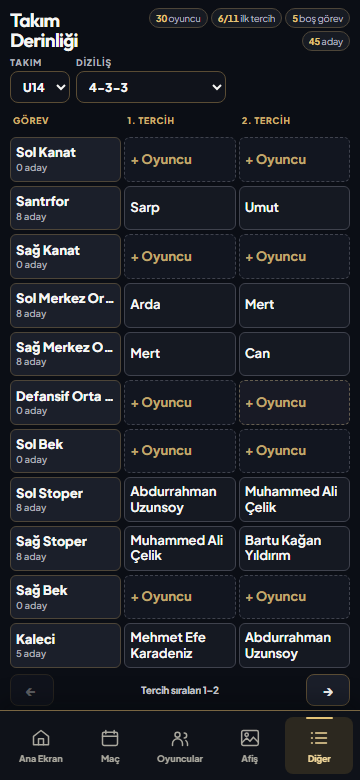 Takım
Derinliği
30 oyuncu
6/11 ilk tercih
5 boş görev
45 aday
TAKIM
DİZİLİŞ
U14
4-3-3
GÖREV
1. TERCİH
2. TERCİH
Sol Kanat
0 aday
+ Oyuncu
+ Oyuncu
Santrfor
8 aday
Sarp
Umut
Sağ Kanat
0 aday
+ Oyuncu
+ Oyuncu
Sol Merkez Or...
8 aday
Arda
Mert
Sağ Merkez O...
8 aday
Mert
Can
Defansif Orta ...
0 aday
+ Oyuncu
+ Oyuncu
Sol Bek
0 aday
+ Oyuncu
+ Oyuncu
Sol Stoper
8 aday
Abdurrahman
Uzunsoy
Muhammed Ali
Çelik
Sağ Stoper
8 aday
Muhammed Ali
Çelik
Bartu Kağan
Yıldırım
Sağ Bek
0 aday
+ Oyuncu
+ Oyuncu
Kaleci
5 aday
Mehmet Efe
Karadeniz
Abdurrahman
Uzunsoy
← Tercih sıraları 1–2 →
Ana Ekran
Maç
Oyuncular
Afiş
Diğer